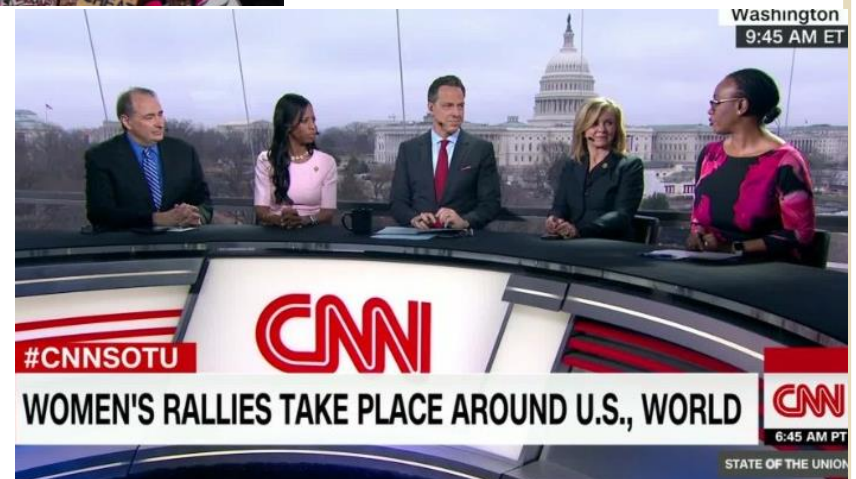 Washington
9:45 AM ET
CNN
#CNNSOTU
WOMEN'S RALLIES TAKE PLACE AROUND U.S., WORLD
CNN
6:45 AM PT
STATE OF THE UNION